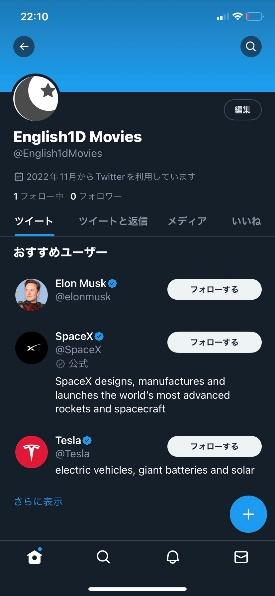 22:10
編集
English1D Movies
@English1dMovies
2022年11月からTwitterを利用しています
1 フォロー中 0 フォロワー
ツイート ツイートと返信 メディア いいね
おすすめユーザー
Elon Musk
@elonmusk
フォローする
SpaceX
@SpaceX
公式
フォローする
SpaceX designs, manufactures and
launches the world's most advanced
rockets and spacecraft
Tesla
@Tesla
フォローする
electric vehicles, giant batteries and solar
さらに表示